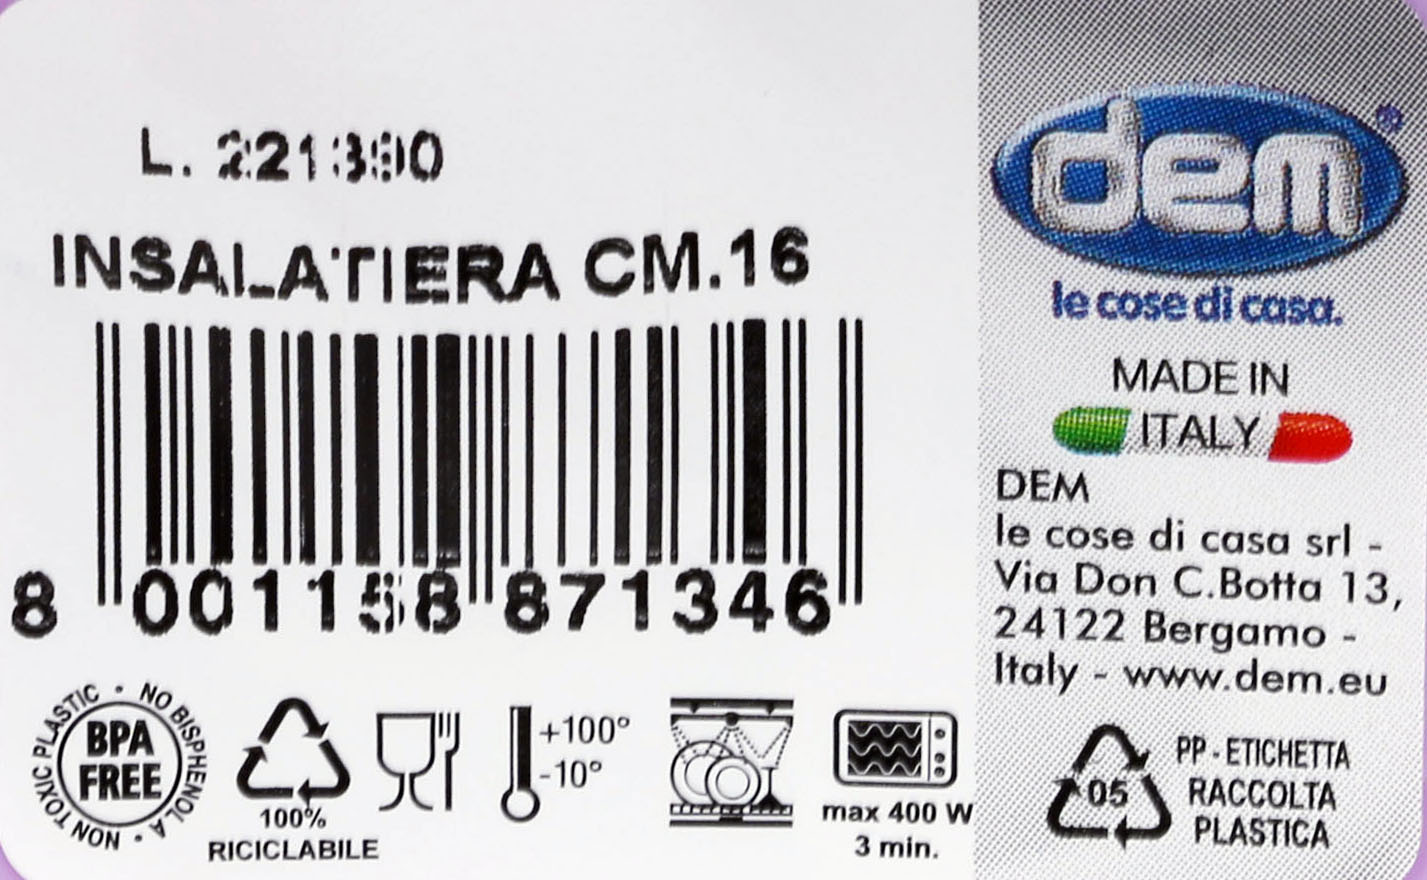 INSALATIERA CM.16
8 001158 871346
NON TOXIC PLASTIC • NO BISPHENOL A •
BPA
FREE
100%
RICICLABILE
+100°
-10°
max 400 W
3 min.
dem®
le cose di casa.
MADE IN
ITALY
DEM
le cose di casa srl -
Via Don C.Botta 13,
24122 Bergamo -
Italy - www.dem.eu
05
PP - ETICHETTA
RACCOLTA
PLASTICA